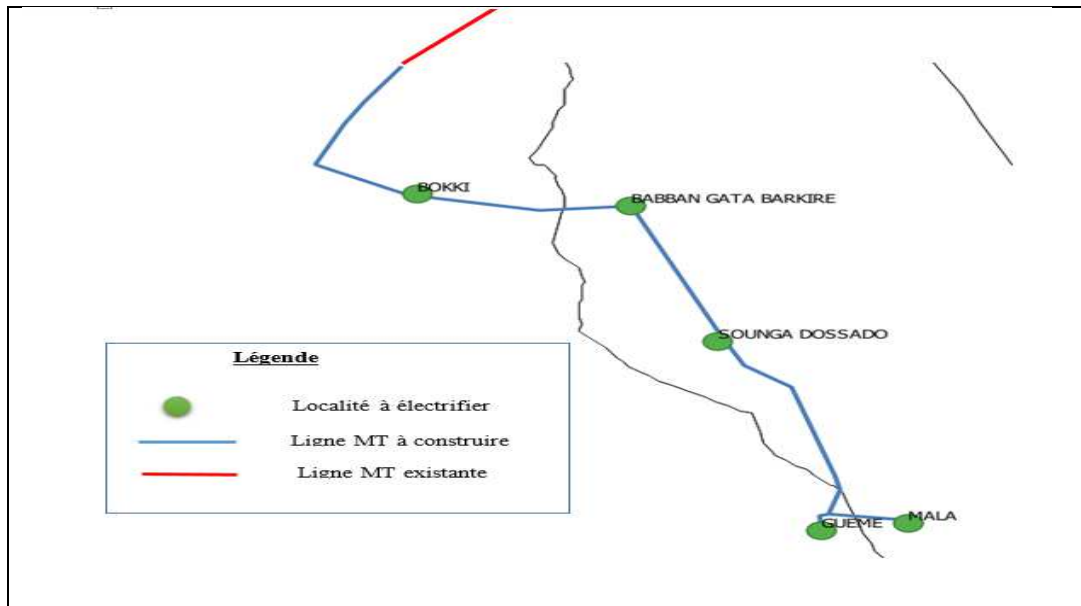 BOKKI
BABBAN GATA BARKIRE
SOUNGA DOSSADO
Légende
Localité à électrifier
Ligne MT à construire
Ligne MT existante
MALA
GUEME